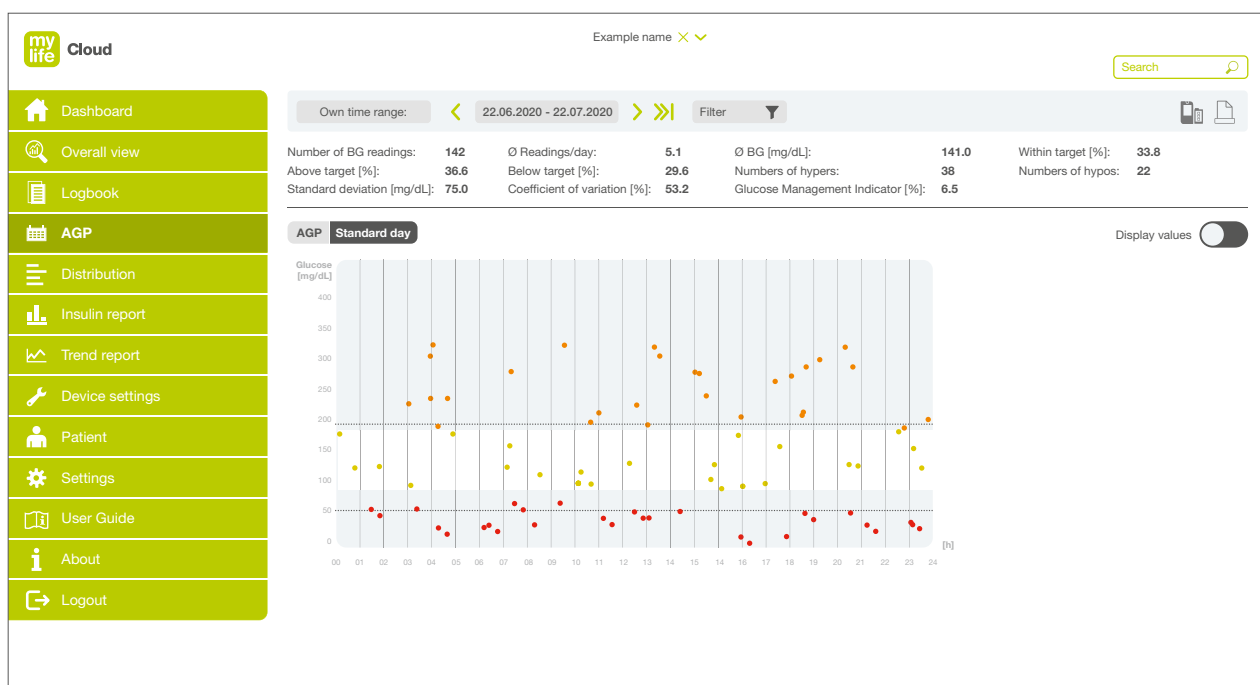 my
life Cloud
Example name
Search
Dashboard
Overall view
Logbook
AGP
Distribution
Insulin report
Trend report
Device settings
Patient
Settings
User Guide
About
Logout
Own time range: 22.06.2020 - 22.07.2020 Filter
Number of BG readings: 142 Ø Readings/day: 5.1 Ø BG [mg/dL]: 141.0 Within target [%]: 33.8
Above target [%]: 36.6 Below target [%]: 29.6 Numbers of hypers: 38 Numbers of hypos: 22
Standard deviation [mg/dL]: 75.0 Coefficient of variation [%]: 53.2 Glucose Management Indicator [%]: 6.5
AGP Standard day Display values
Glucose
[mg/dL]
400
350
300
250
200
150
100
50
0
[h]
00 01 02 03 04 05 06 07 08 09 10 11 12 13 14 15 14 16 17 18 19 20 21 22 23 24